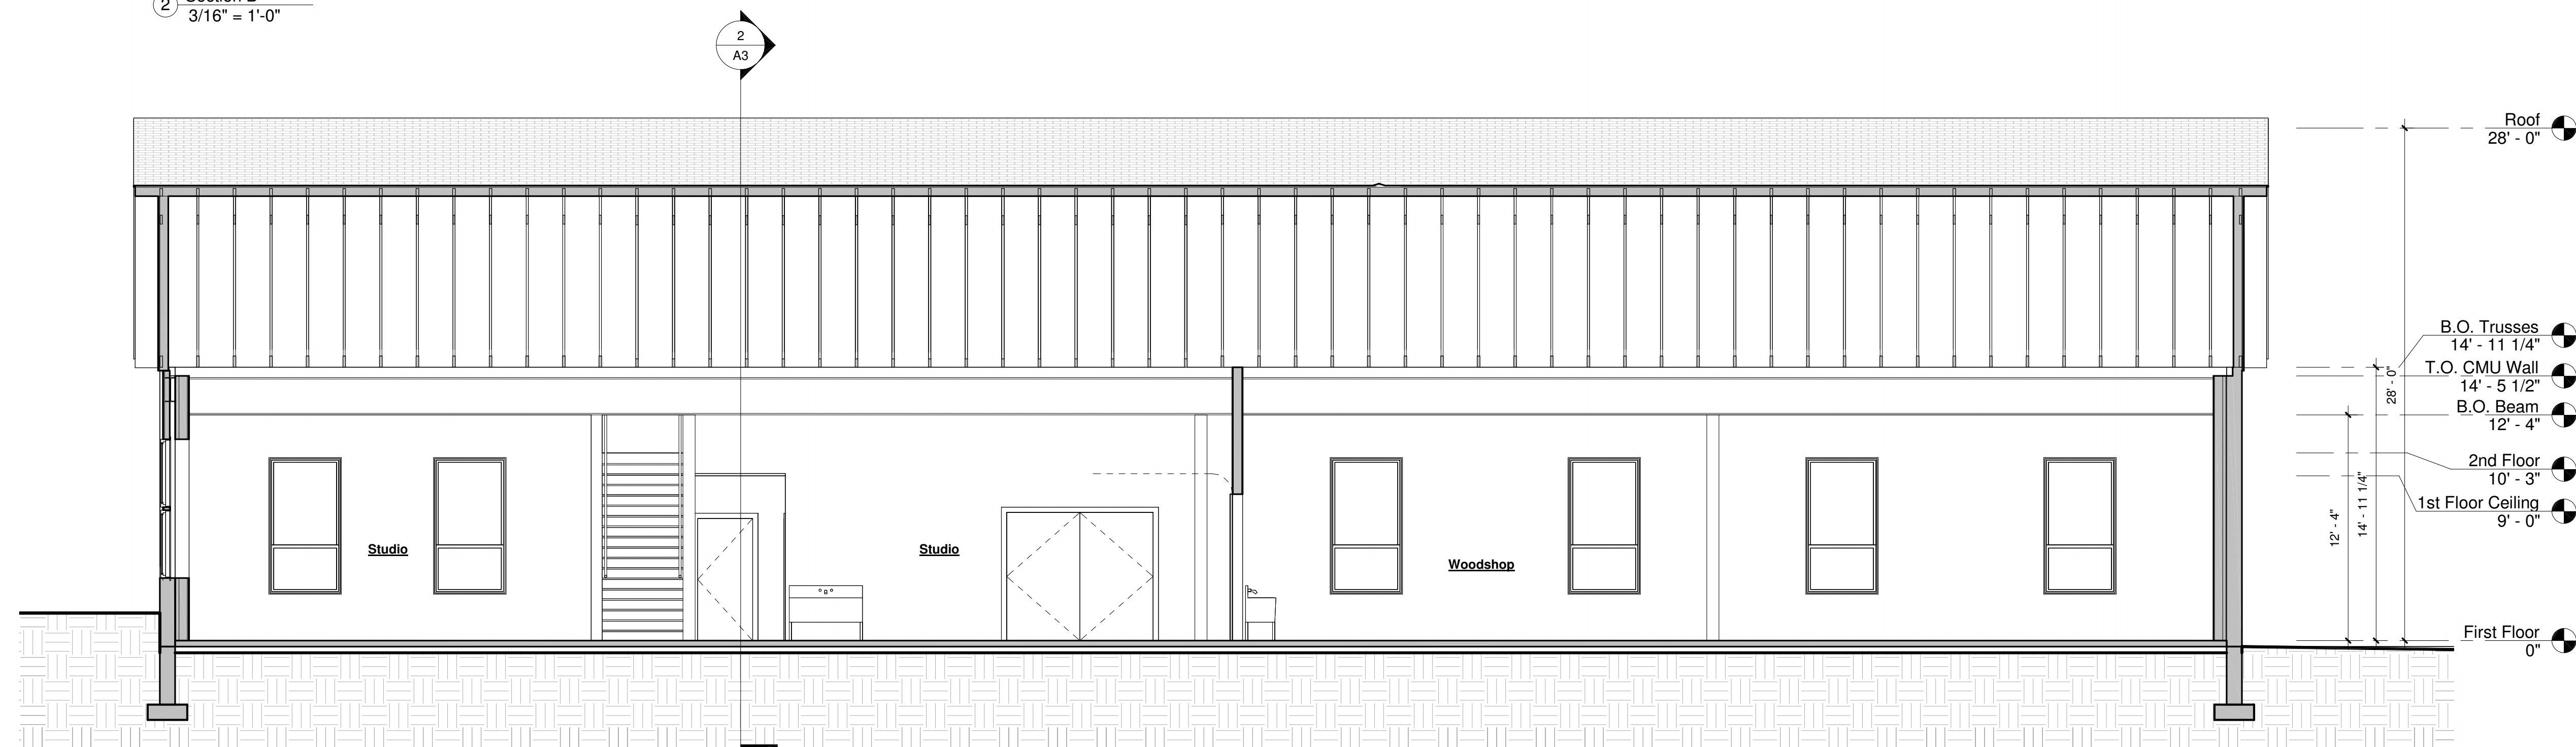 2
3/16" = 1'-0"
2
A3
Roof
28' - 0"
B.O. Trusses
14' - 11 1/4"
T.O. CMU Wall
14' - 5 1/2"
B.O. Beam
12' - 4"
2nd Floor
10' - 3"
1st Floor Ceiling
9' - 0"
First Floor
0"
28' - 0"
14' - 11 1/4"
12' - 4"
Studio
Studio
Woodshop